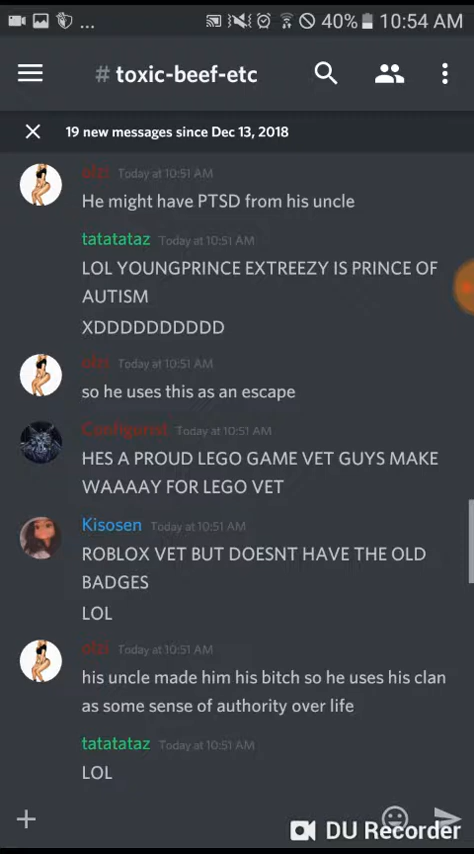 ... 40% 10:54 AM
# toxic-beef-etc
19 new messages since Dec 13, 2018
olzi Today at 10:51 AM
He might have PTSD from his uncle
tatatataz Today at 10:51 AM
LOL YOUNGPRINCE EXTREEZY IS PRINCE OF
AUTISM
XDDDDDDDDDD
olzi Today at 10:51 AM
so he uses this as an escape
Configurist Today at 10:51 AM
HES A PROUD LEGO GAME VET GUYS MAKE
WAAAAY FOR LEGO VET
Kisosen Today at 10:51 AM
ROBLOX VET BUT DOESNT HAVE THE OLD
BADGES
LOL
olzi Today at 10:51 AM
his uncle made him his bitch so he uses his clan
as some sense of authority over life
tatatataz Today at 10:51 AM
LOL
DU Recorder